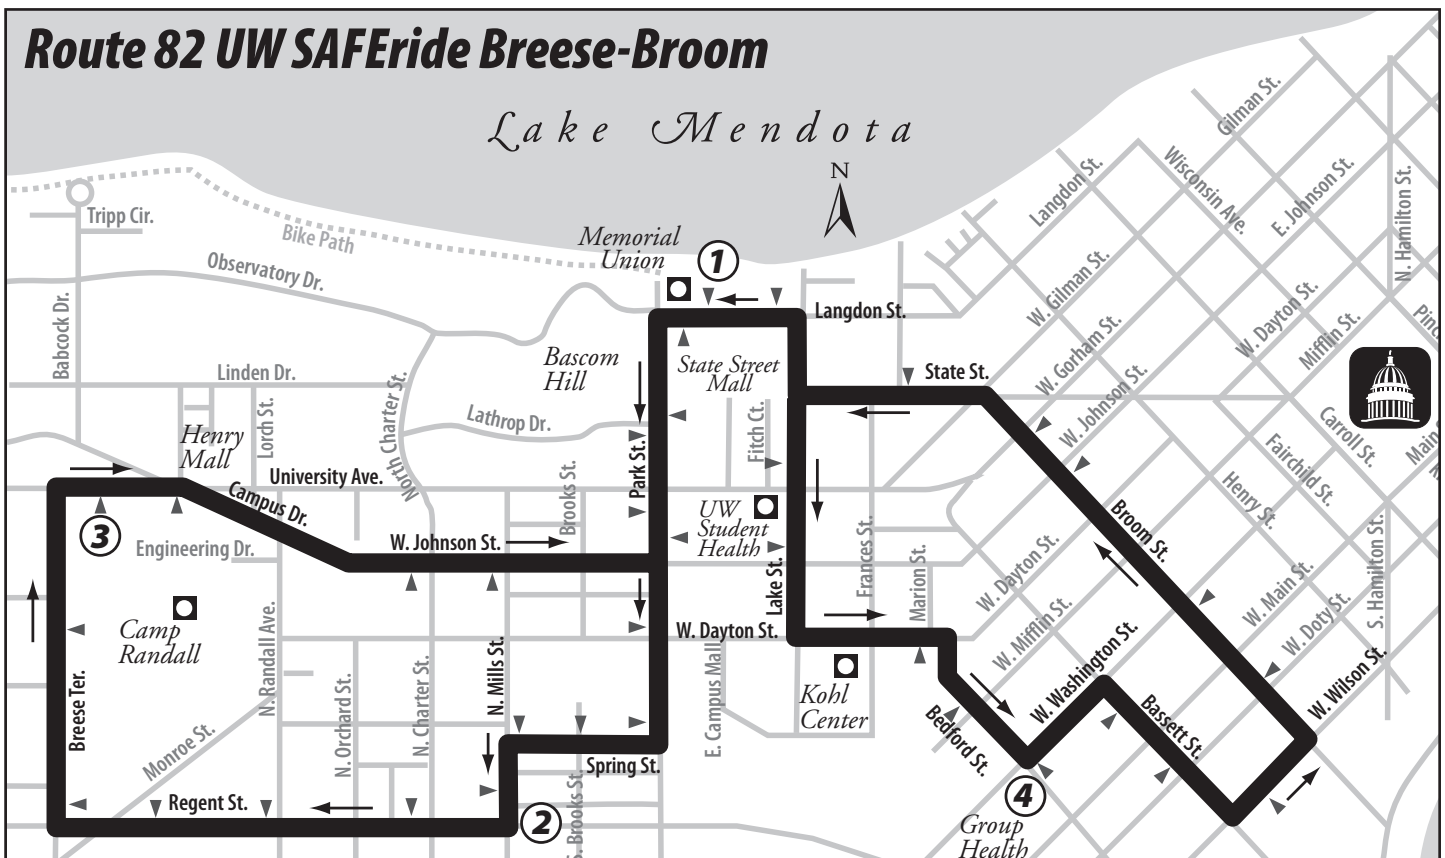 Route 82 UW SAFEride Breese-Broom
Lake Mendota
N
Gilman St.
Wisconsin Ave.
E. Johnson St.
N. Hamilton St.
Langdon St.
Tripp Cir.
Bike Path
Observatory Dr.
Memorial
Union
1
Babcock Dr.
Langdon St.
W. Gilman St.
W. Gorham St.
W. Johnson St.
W. Dayton St.
Mifflin St.
Bascom
Hill
State Street
Mall
State St.
Linden Dr.
Lorch St.
Henry
Mall
North Charter St.
Lathrop Dr.
Park St.
Fitch Ct.
Carroll St.
Fairchild St.
Henry St.
University Ave.
Campus Dr.
Brooks St.
UW
Student
Health
3
Engineering Dr.
W. Johnson St.
Lake St.
Frances St.
Marion St.
W. Dayton St.
Broom St.
W. Main St.
S. Hamilton St.
Camp
Randall
N.Randall Ave.
W. Dayton St.
W. Mifflin St.
W. Doty St.
W. Washington St.
W. Wilson St.
Breese Ter.
Monroe St.
N. Orchard St.
N. Charter St.
N. Mills St.
E. Campus Mall
Kohl
Center
Bedford St.
Bassett St.
Spring St.
Regent St.
2
S. Brooks St.
4
Group
Health